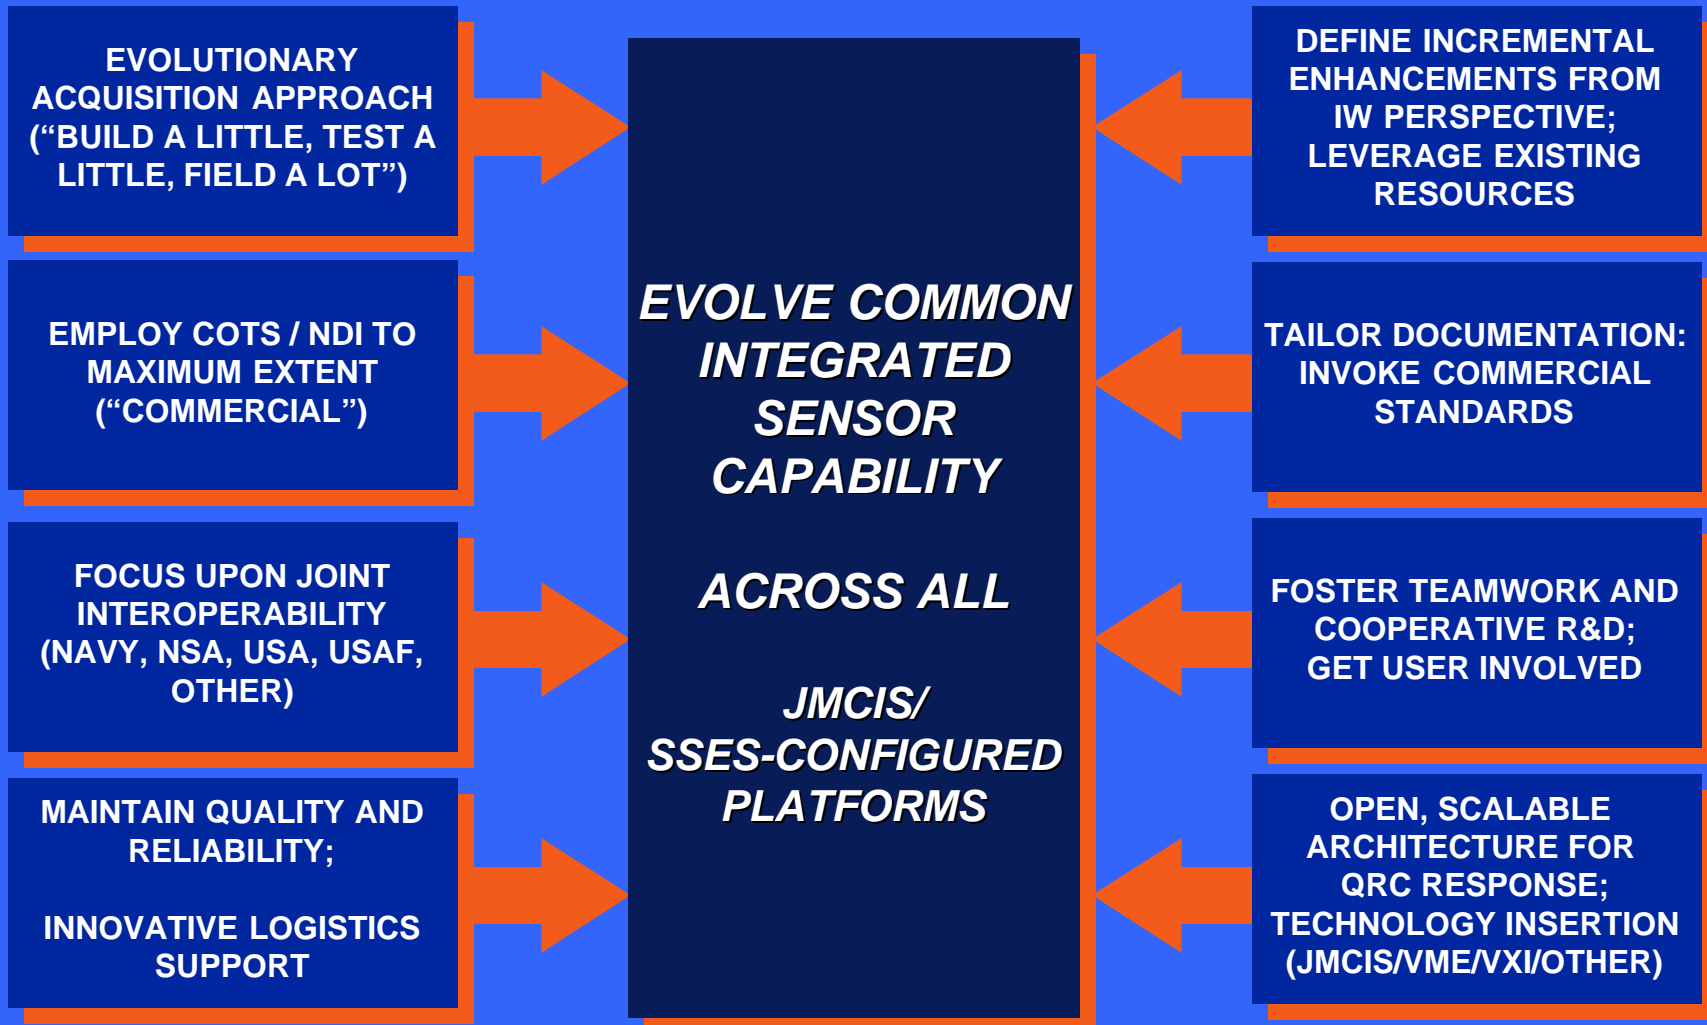 EVOLUTIONARY
ACQUISITION APPROACH
(“BUILD A LITTLE, TEST A
LITTLE, FIELD A LOT”)
EMPLOY COTS / NDI TO
MAXIMUM EXTENT
(“COMMERCIAL”)
FOCUS UPON JOINT
INTEROPERABILITY
(NAVY, NSA, USA, USAF,
OTHER)
MAINTAIN QUALITY AND
RELIABILITY;
INNOVATIVE LOGISTICS
SUPPORT
EVOLVE COMMON
INTEGRATED
SENSOR
CAPABILITY
ACROSS ALL
JMCIS/
SSES-CONFIGURED
PLATFORMS
DEFINE INCREMENTAL
ENHANCEMENTS FROM
IW PERSPECTIVE;
LEVERAGE EXISTING
RESOURCES
TAILOR DOCUMENTATION:
INVOKE COMMERCIAL
STANDARDS
FOSTER TEAMWORK AND
COOPERATIVE R&D;
GET USER INVOLVED
OPEN, SCALABLE
ARCHITECTURE FOR
QRC RESPONSE;
TECHNOLOGY INSERTION
(JMCIS/VME/VXI/OTHER)